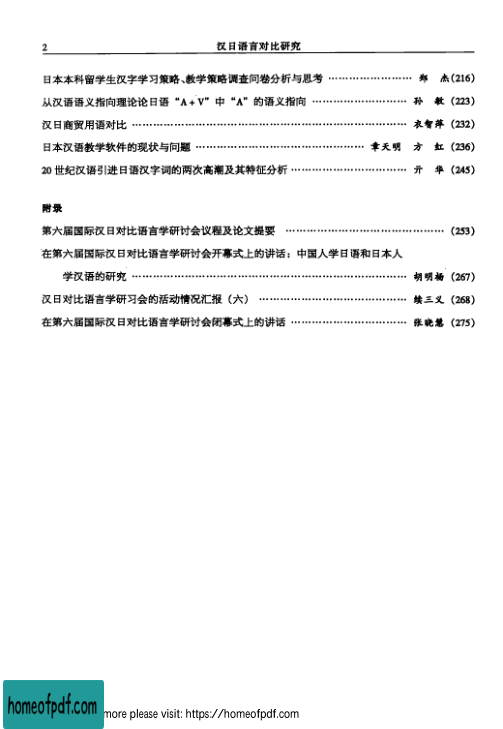 2 汉日语言对比研究
日本本科留学生汉字学习策略、教学策略调查问卷分析与思考 …………………… 郑 杰(216)
从汉语语义指向理论论日语“A+V”中“A”的语义指向 ……………………… 孙 敏 (223)
汉日商贸用语对比 …………………………………………………………………… 衣智萍 (232)
日本汉语教学软件的现状与问题 ………………………………………… 章天明 方 虹 (236)
20世纪汉语引进日语汉字词的两次高潮及其特征分析 …………………………… 亓 华 (245)
附录
第六届国际汉日对比语言学研讨会议程及论文提要 ……………………………………… (253)
在第六届国际汉日对比语言学研讨会开幕式上的讲话：中国人学日语和日本人
学汉语的研究 …………………………………………………………………… 胡明扬 (267)
汉日对比语言学研习会的活动情况汇报（六） …………………………………… 续三义 (268)
在第六届国际汉日对比语言学研讨会闭幕式上的讲话 …………………………… 张晓慧 (275)
homeofpdf.com more please visit: https://homeofpdf.com